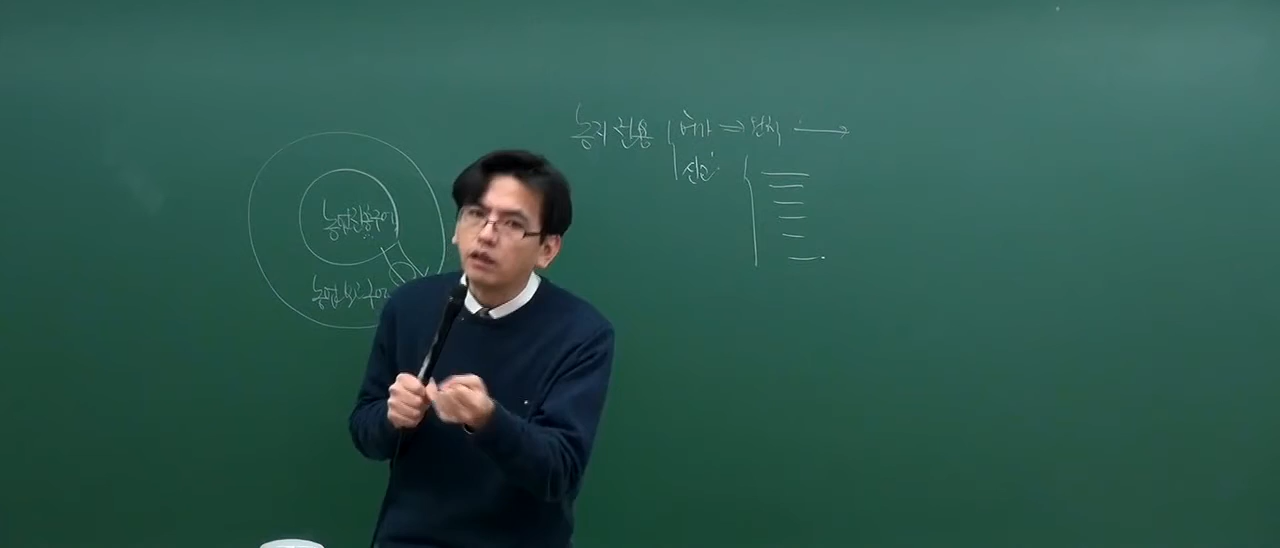 농지전용 허가 ⇒
신고
농업진흥구역
농업보호구역